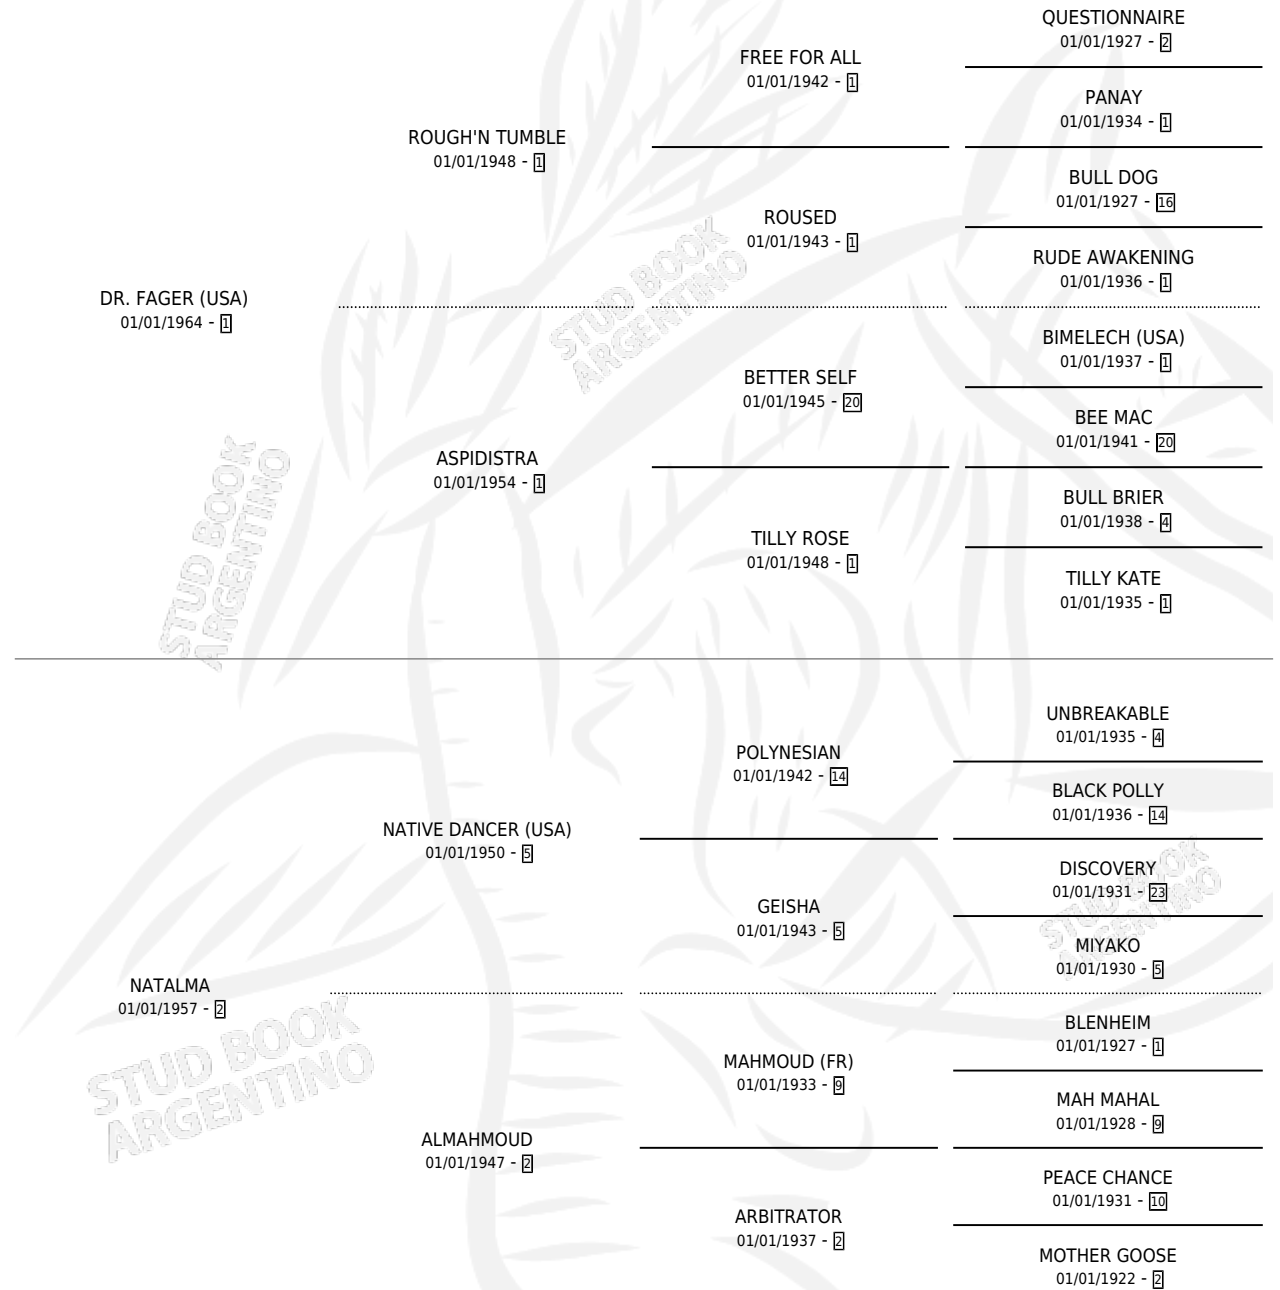 QUESTIONNAIRE
01/01/1927 - 2
FREE FOR ALL
01/01/1942 - 1
PANAY
01/01/1934 - 1
ROUGH'N TUMBLE
01/01/1948 - 1
BULL DOG
01/01/1927 - 16
ROUSED
01/01/1943 - 1
RUDE AWAKENING
01/01/1936 - 1
DR. FAGER (USA)
01/01/1964 - 1
STUD BOOK
ARGENTINO
BIMELECH (USA)
01/01/1937 - 1
BETTER SELF
01/01/1945 - 20
BEE MAC
01/01/1941 - 20
ASPIDISTRA
01/01/1954 - 1
BULL BRIER
01/01/1938 - 4
TILLY ROSE
01/01/1948 - 1
TILLY KATE
01/01/1935 - 1
STUD BOOK
ARGENTINO
UNBREAKABLE
01/01/1935 - 4
POLYNESIAN
01/01/1942 - 14
BLACK POLLY
01/01/1936 - 14
NATIVE DANCER (USA)
01/01/1950 - 5
DISCOVERY
01/01/1931 - 23
GEISHA
01/01/1943 - 5
MIYAKO
01/01/1930 - 5
STUD BOOK
ARGENTINO
NATALMA
01/01/1957 - 2
BLENHEIM
01/01/1927 - 1
MAHMOUD (FR)
01/01/1933 - 9
MAH MAHAL
01/01/1928 - 9
STUD BOOK
ARGENTINO
ALMAHMOUD
01/01/1947 - 2
PEACE CHANCE
01/01/1931 - 10
ARBITRATOR
01/01/1937 - 2
MOTHER GOOSE
01/01/1922 - 2